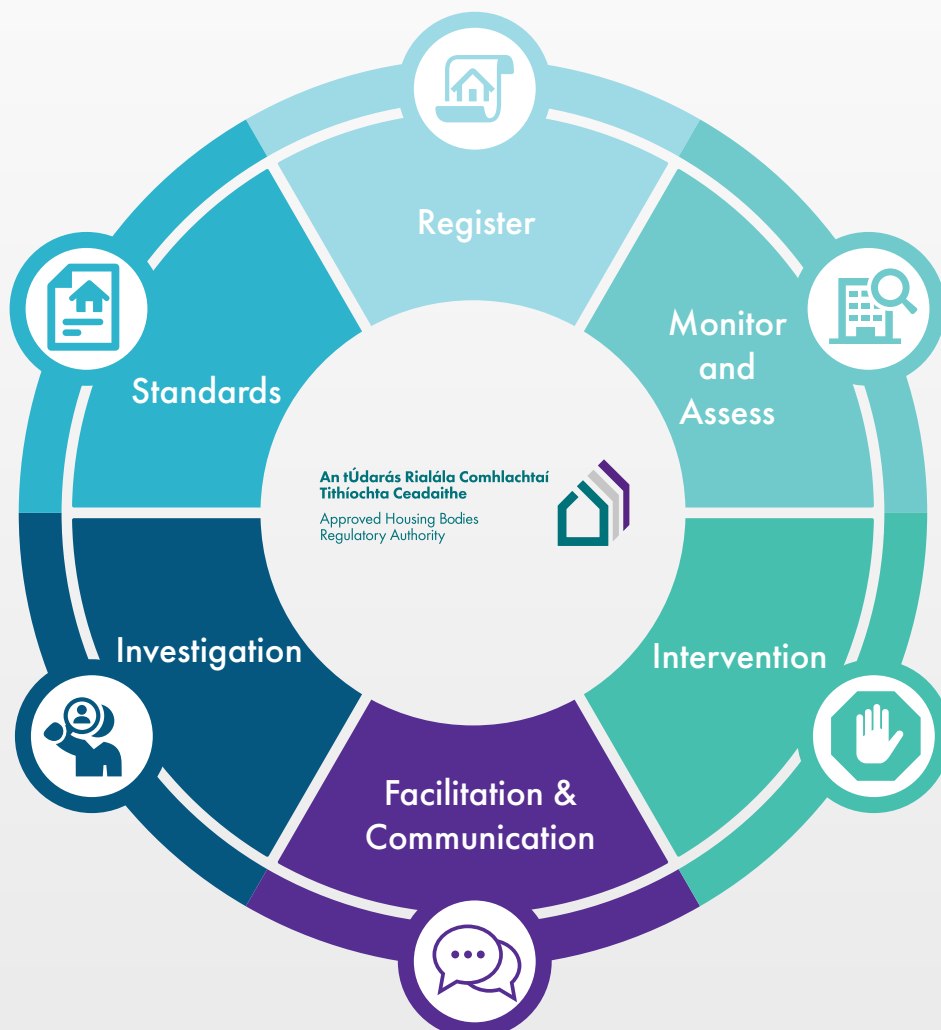 Register
Monitor
and
Assess
Standards
An tÚdarás Rialála Comhlachtaí
Tithíochta Ceadaithe
Approved Housing Bodies
Regulatory Authority
Investigation
Intervention
Facilitation &
Communication